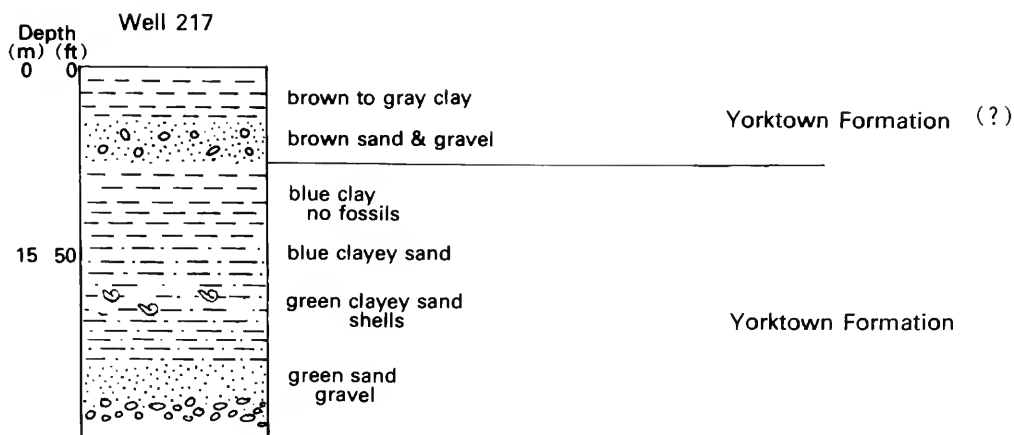 Well 217
Depth
(m) (ft)
0 0
brown to gray clay
Yorktown Formation (?)
brown sand & gravel
blue clay
no fossils
15 50
blue clayey sand
green clayey sand
shells
Yorktown Formation
green sand
gravel